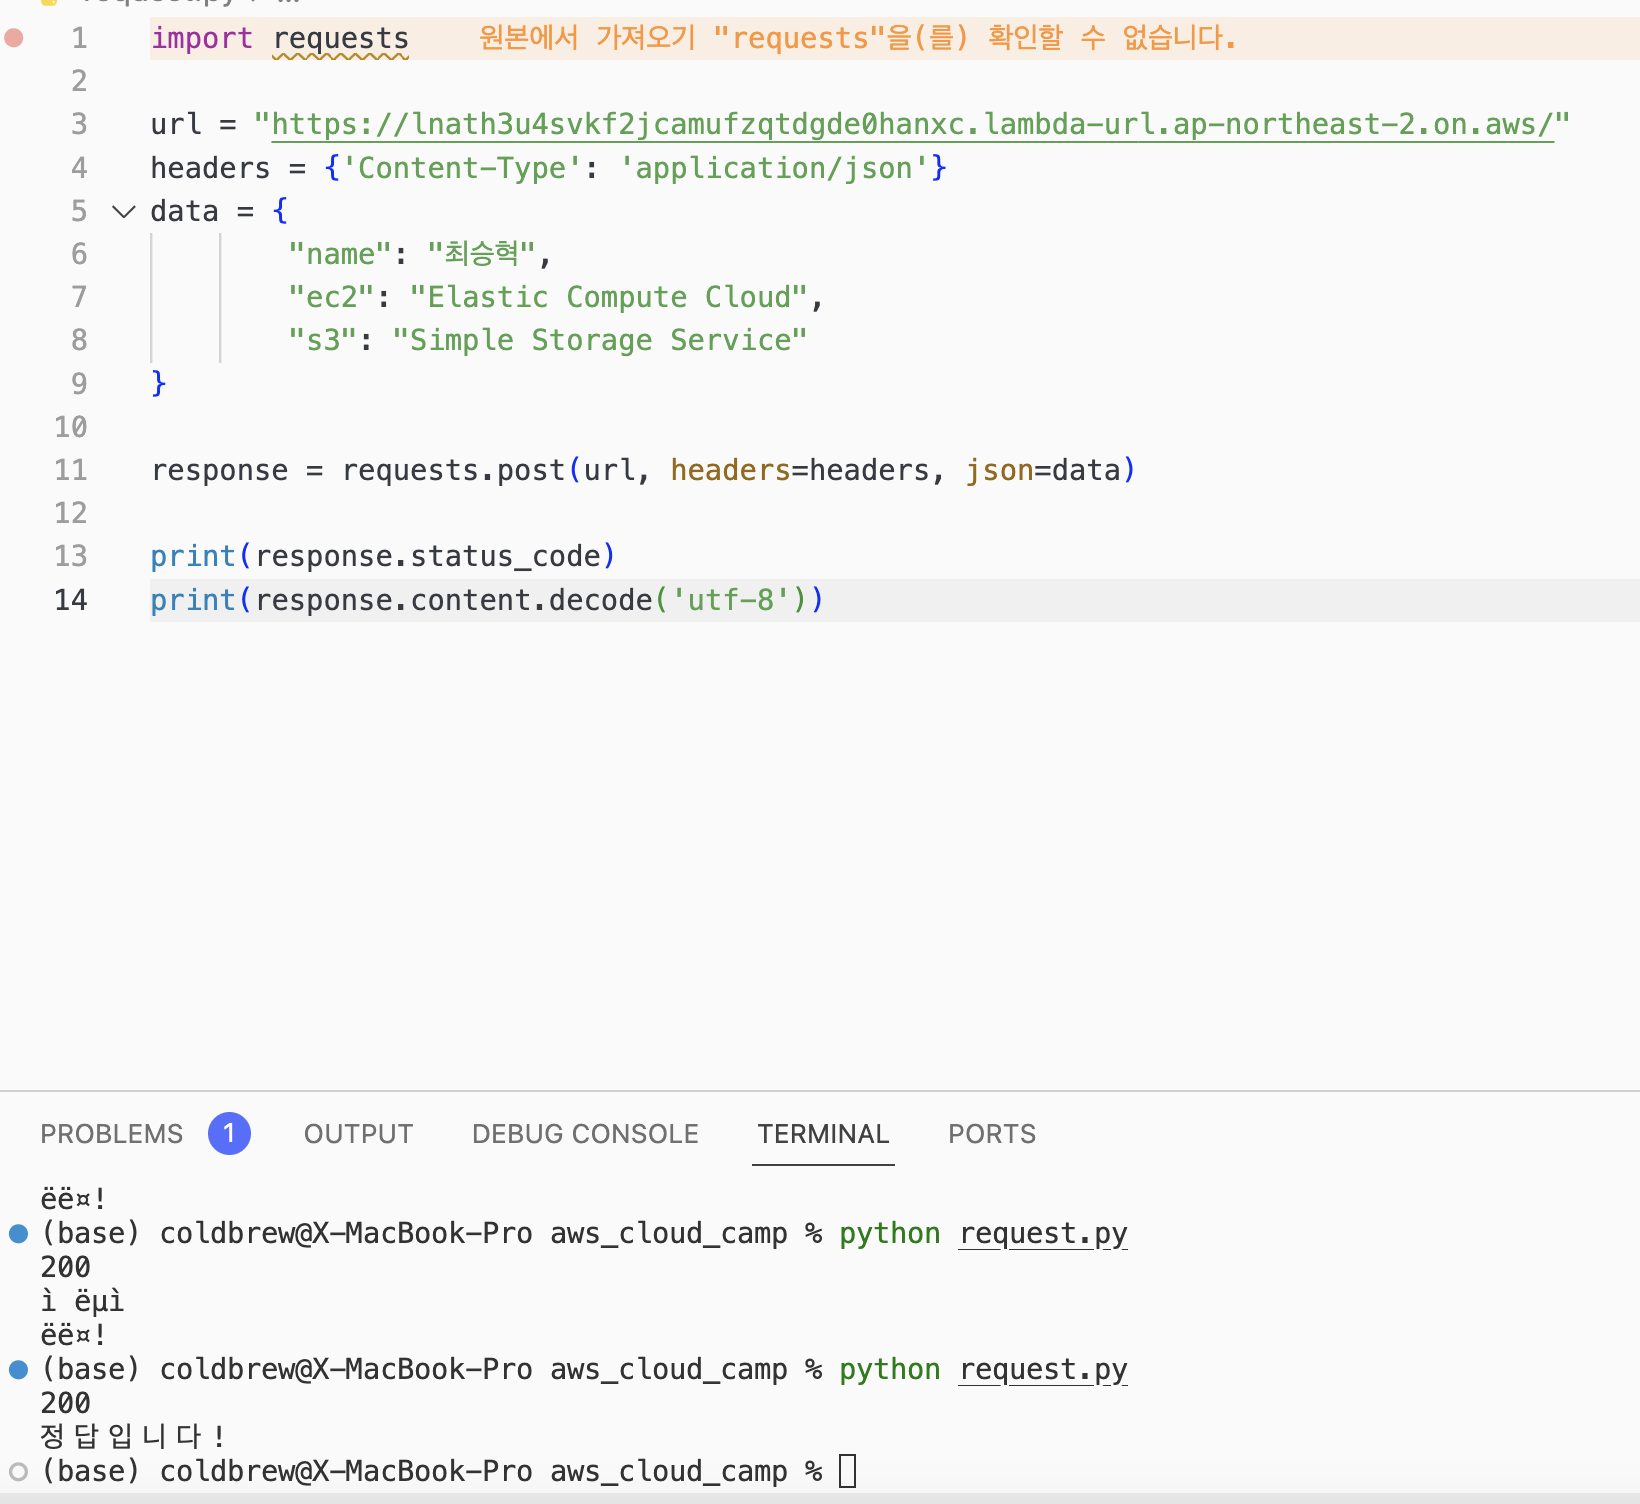 1 import requests 원본에서 가져오기 "requests"을(를) 확인할 수 없습니다.
2
3 url = "https://lnath3u4svkf2jcamufzqtdgde0hanxc.lambda-url.ap-northeast-2.on.aws/"
4 headers = {'Content-Type': 'application/json'}
5 data = {
6 "name": "최승혁",
7 "ec2": "Elastic Compute Cloud",
8 "s3": "Simple Storage Service"
9 }
10
11 response = requests.post(url, headers=headers, json=data)
12
13 print(response.status_code)
14 print(response.content.decode('utf-8'))
PROBLEMS 1 OUTPUT DEBUG CONSOLE TERMINAL PORTS
ëë¤!
(base) coldbrew@X-MacBook-Pro aws_cloud_camp % python request.py
200
ì ëµì
ëë¤!
(base) coldbrew@X-MacBook-Pro aws_cloud_camp % python request.py
200
정답입니다!
(base) coldbrew@X-MacBook-Pro aws_cloud_camp %